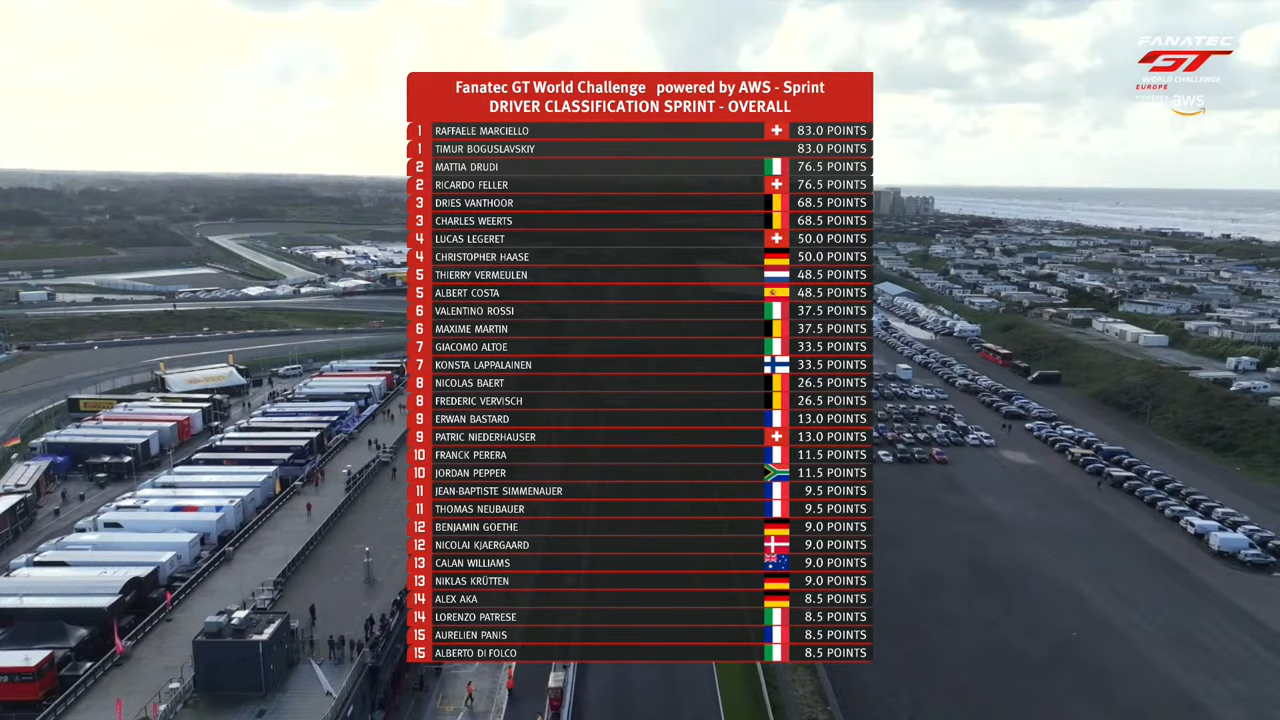 FANATEC
GT
WORLD CHALLENGE
EUROPE
POWERED BY aws
Fanatec GT World Challenge powered by AWS - Sprint
DRIVER CLASSIFICATION SPRINT - OVERALL
1 RAFFAELE MARCIELLO 83.0 POINTS
1 TIMUR BOGUSLAVSKIY 83.0 POINTS
2 MATTIA DRUDI 76.5 POINTS
2 RICARDO FELLER 76.5 POINTS
3 DRIES VANTHOOR 68.5 POINTS
3 CHARLES WEERTS 68.5 POINTS
4 LUCAS LEGERET 50.0 POINTS
4 CHRISTOPHER HAASE 50.0 POINTS
5 THIERRY VERMEULEN 48.5 POINTS
5 ALBERT COSTA 48.5 POINTS
6 VALENTINO ROSSI 37.5 POINTS
6 MAXIME MARTIN 37.5 POINTS
7 GIACOMO ALTOE 33.5 POINTS
7 KONSTA LAPPALAINEN 33.5 POINTS
8 NICOLAS BAERT 26.5 POINTS
8 FREDERIC VERVISCH 26.5 POINTS
9 ERWAN BASTARD 13.0 POINTS
9 PATRIC NIEDERHAUSER 13.0 POINTS
10 FRANCK PERERA 11.5 POINTS
10 JORDAN PEPPER 11.5 POINTS
11 JEAN-BAPTISTE SIMMENAUER 9.5 POINTS
11 THOMAS NEUBAUER 9.5 POINTS
12 BENJAMIN GOETHE 9.0 POINTS
12 NICOLAI KJAERGAARD 9.0 POINTS
13 CALAN WILLIAMS 9.0 POINTS
13 NIKLAS KRÜTTEN 9.0 POINTS
14 ALEX AKA 8.5 POINTS
14 LORENZO PATRESE 8.5 POINTS
15 AURELIEN PANIS 8.5 POINTS
15 ALBERTO DI FOLCO 8.5 POINTS